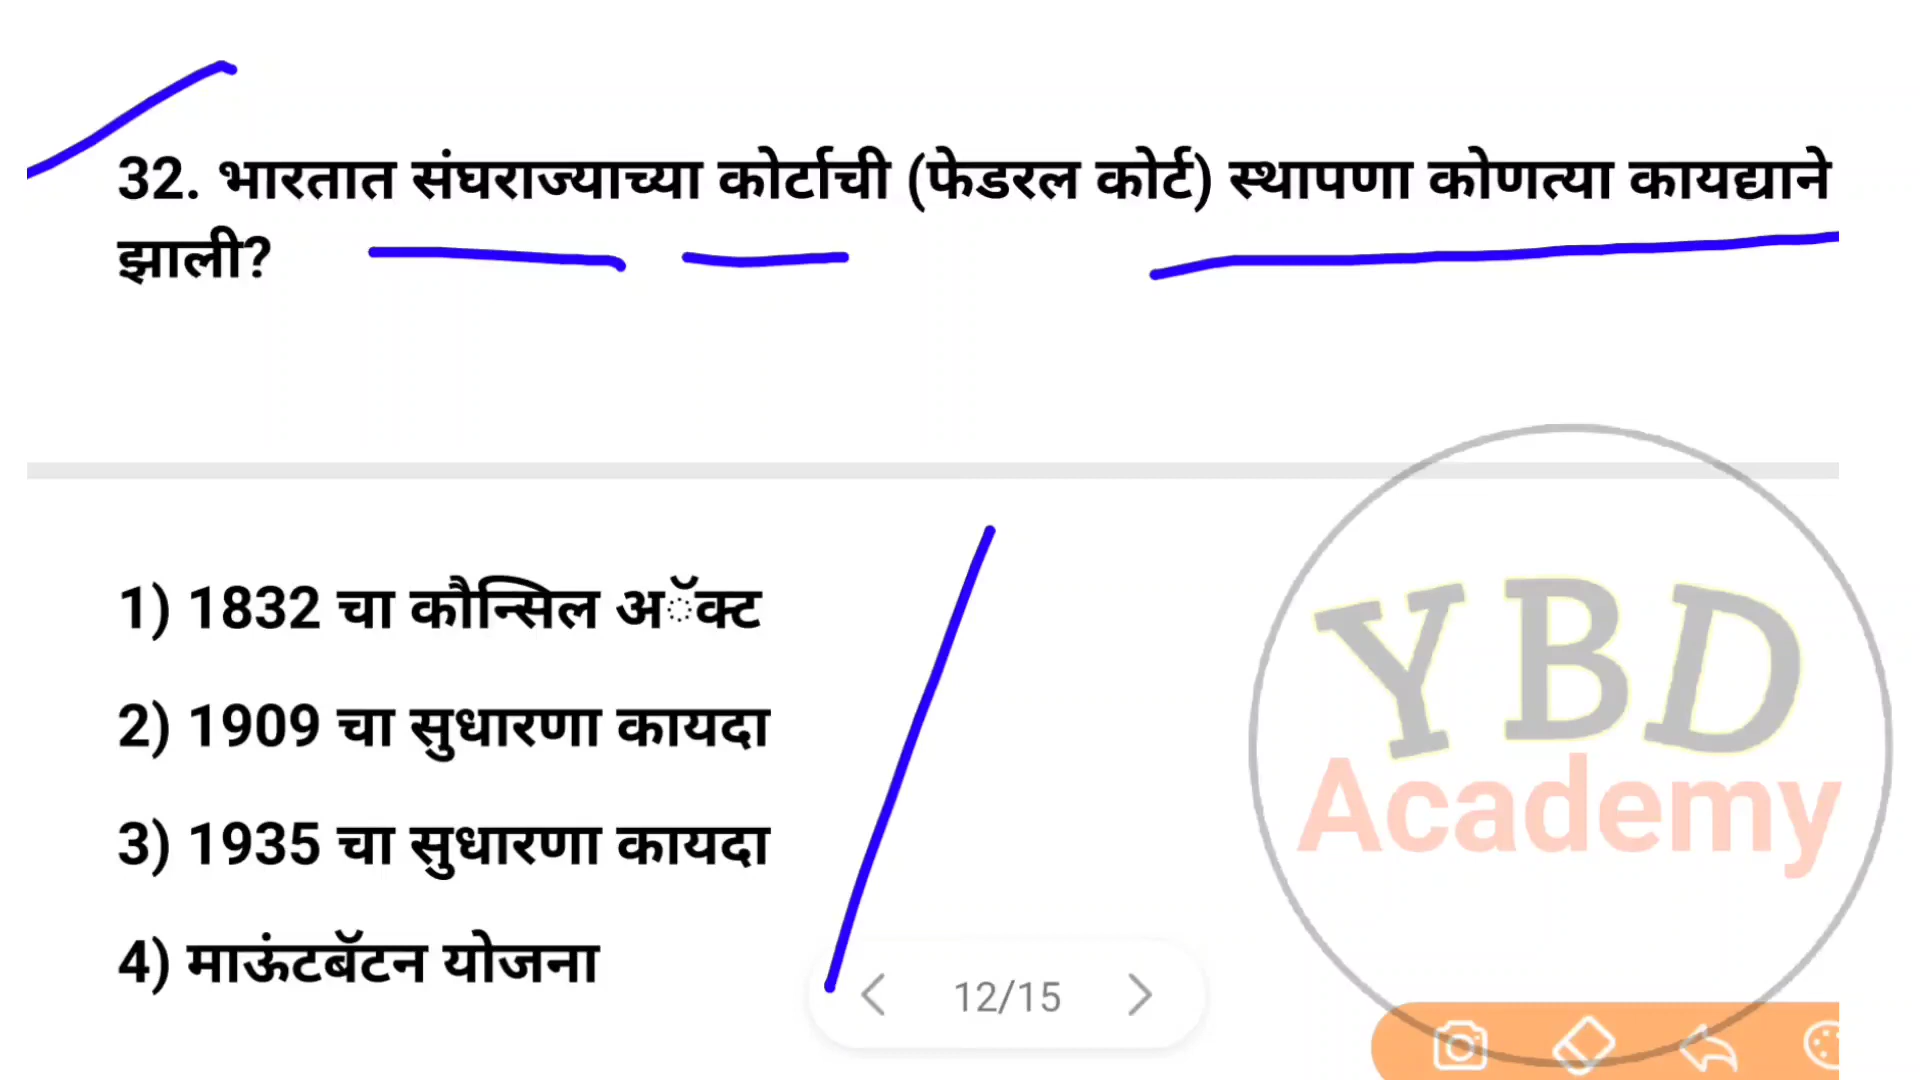 32. भारतात संघराज्याच्या कोर्टाची (फेडरल कोर्ट) स्थापणा कोणत्या कायद्याने
झाली?
1) 1832 चा कौन्सिल अॅक्ट
2) 1909 चा सुधारणा कायदा
3) 1935 चा सुधारणा कायदा
4) माऊंटबॅटन योजना
YBD
Academy
12/15